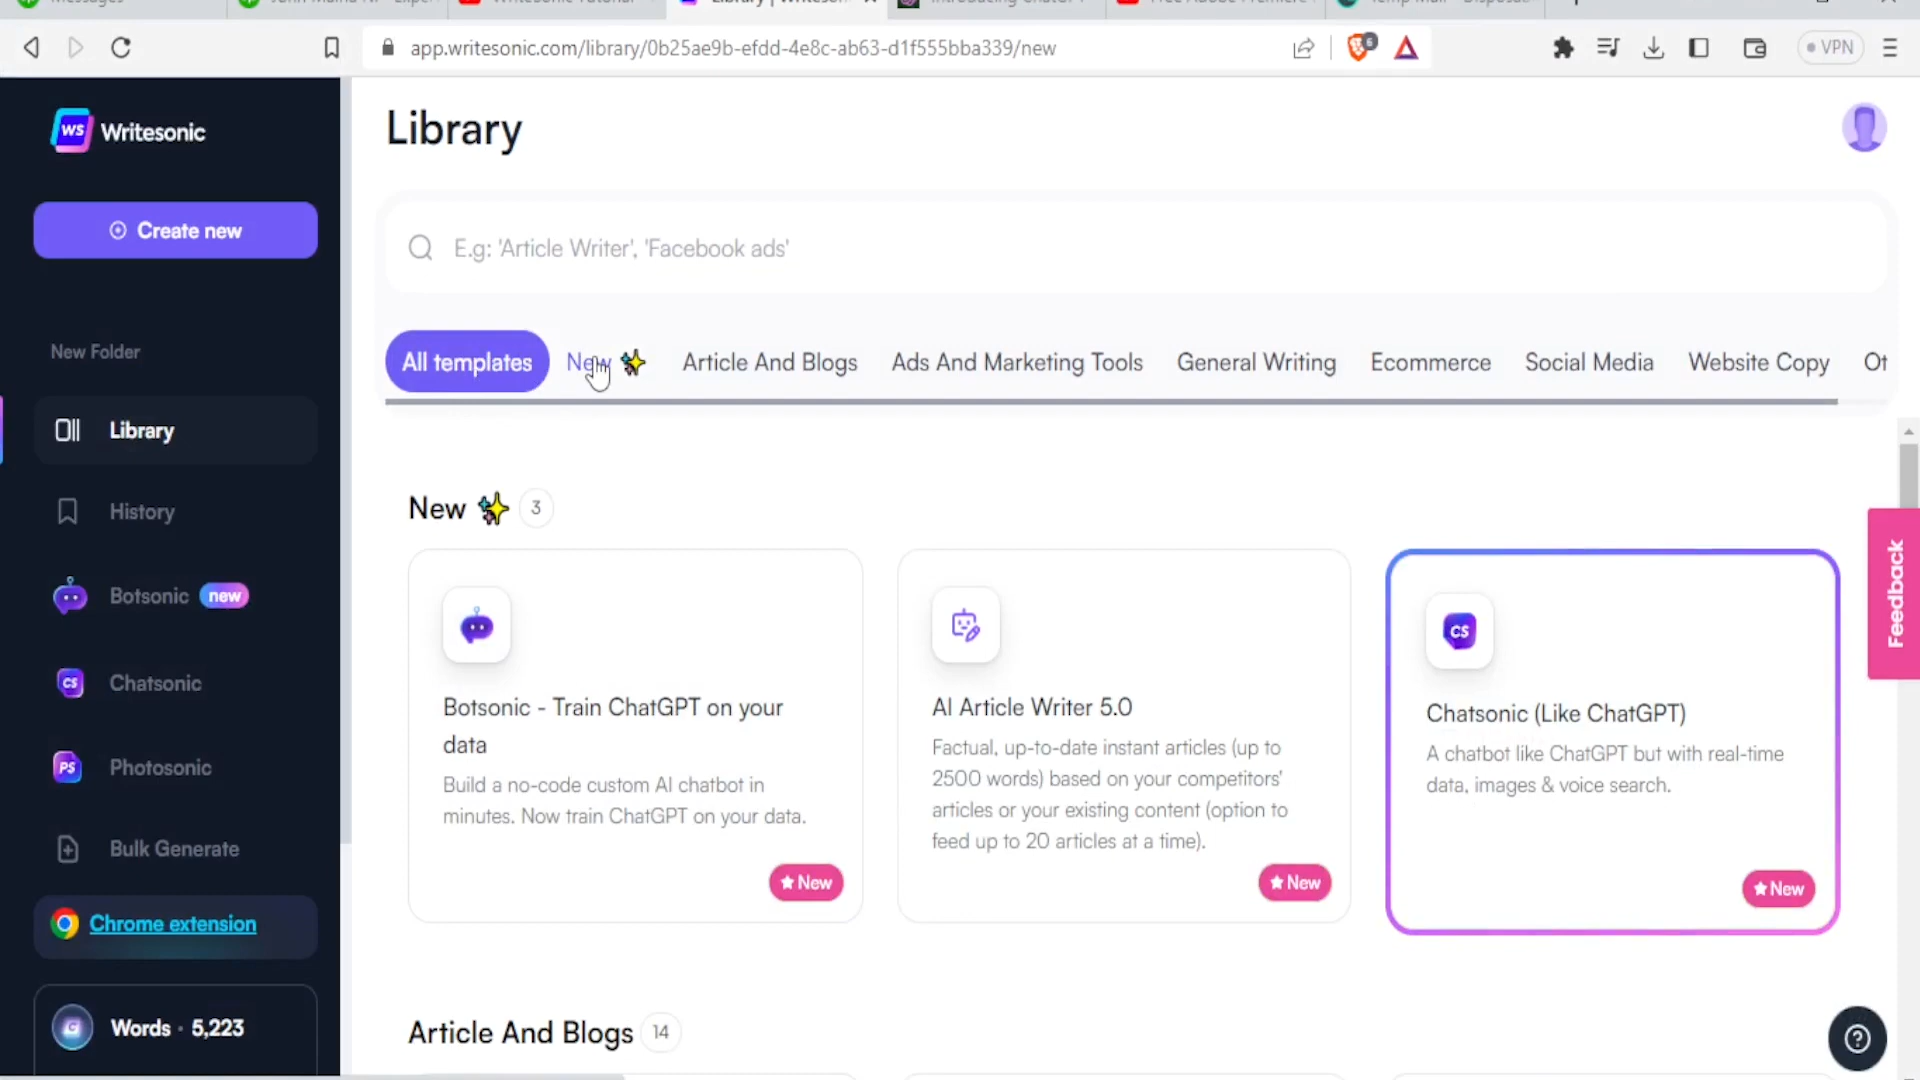 app.writesonic.com/library/0b25ae9b-efdd-4e8c-ab63-d1f555bba339/new
6
VPN
WS Writesonic
Create new
New Folder
Library
History
Botsonic new
CS Chatsonic
PS Photosonic
Bulk Generate
Chrome extension
G Words · 5,223
Library
E.g: 'Article Writer', 'Facebook ads'
All templates New Article And Blogs Ads And Marketing Tools General Writing Ecommerce Social Media Website Copy Ot
New 3
Botsonic - Train ChatGPT on your
data
Build a no-code custom AI chatbot in
minutes. Now train ChatGPT on your data.
New
AI Article Writer 5.0
Factual, up-to-date instant articles (up to
2500 words) based on your competitors'
articles or your existing content (option to
feed up to 20 articles at a time).
New
CS
Chatsonic (Like ChatGPT)
A chatbot like ChatGPT but with real-time
data, images & voice search.
New
Article And Blogs 14
Feedback
?